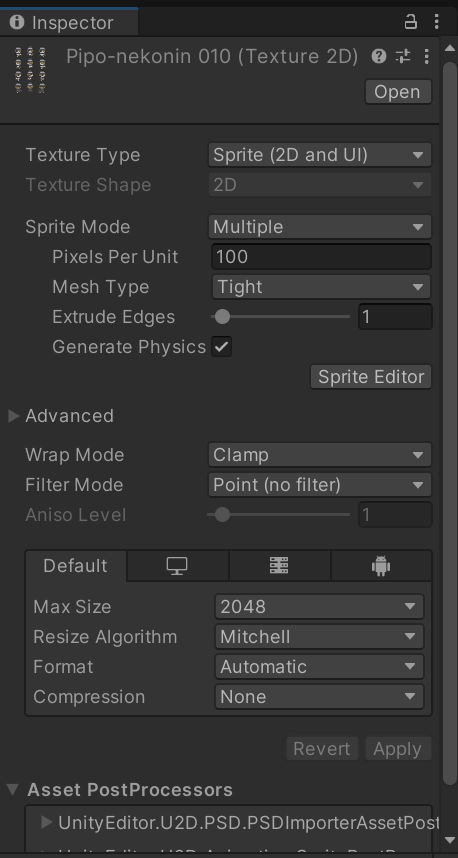 Inspector
Pipo-nekonin 010 (Texture 2D)
Open
Texture Type Sprite (2D and UI)
Texture Shape 2D
Sprite Mode Multiple
Pixels Per Unit 100
Mesh Type Tight
Extrude Edges 1
Generate Physics
Sprite Editor
Advanced
Wrap Mode Clamp
Filter Mode Point (no filter)
Aniso Level 1
Default
Max Size 2048
Resize Algorithm Mitchell
Format Automatic
Compression None
Revert Apply
Asset PostProcessors
UnityEditor.U2D.PSD.PSDImporterAssetPost